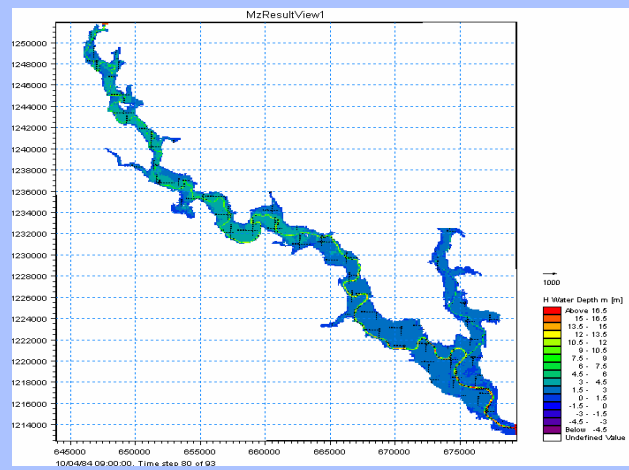 MzResultView1
1250000
1248000
1246000
1244000
1242000
1240000
1238000
1236000
1234000
1232000
1230000
1228000
1226000
1224000
1222000
1220000
1218000
1216000
1214000
645000 650000 655000 660000 665000 670000 675000
10/04/84 09:00:00, Time step 80 of 93
1000
H Water Depth m [m]
Above 16.5
15 - 16.5
13.5 - 15
12 - 13.5
10.5 - 12
9 - 10.5
7.5 - 9
6 - 7.5
4.5 - 6
3 - 4.5
1.5 - 3
0 - 1.5
-1.5 - 0
-3 - -1.5
-4.5 - -3
Below -4.5
Undefined Value